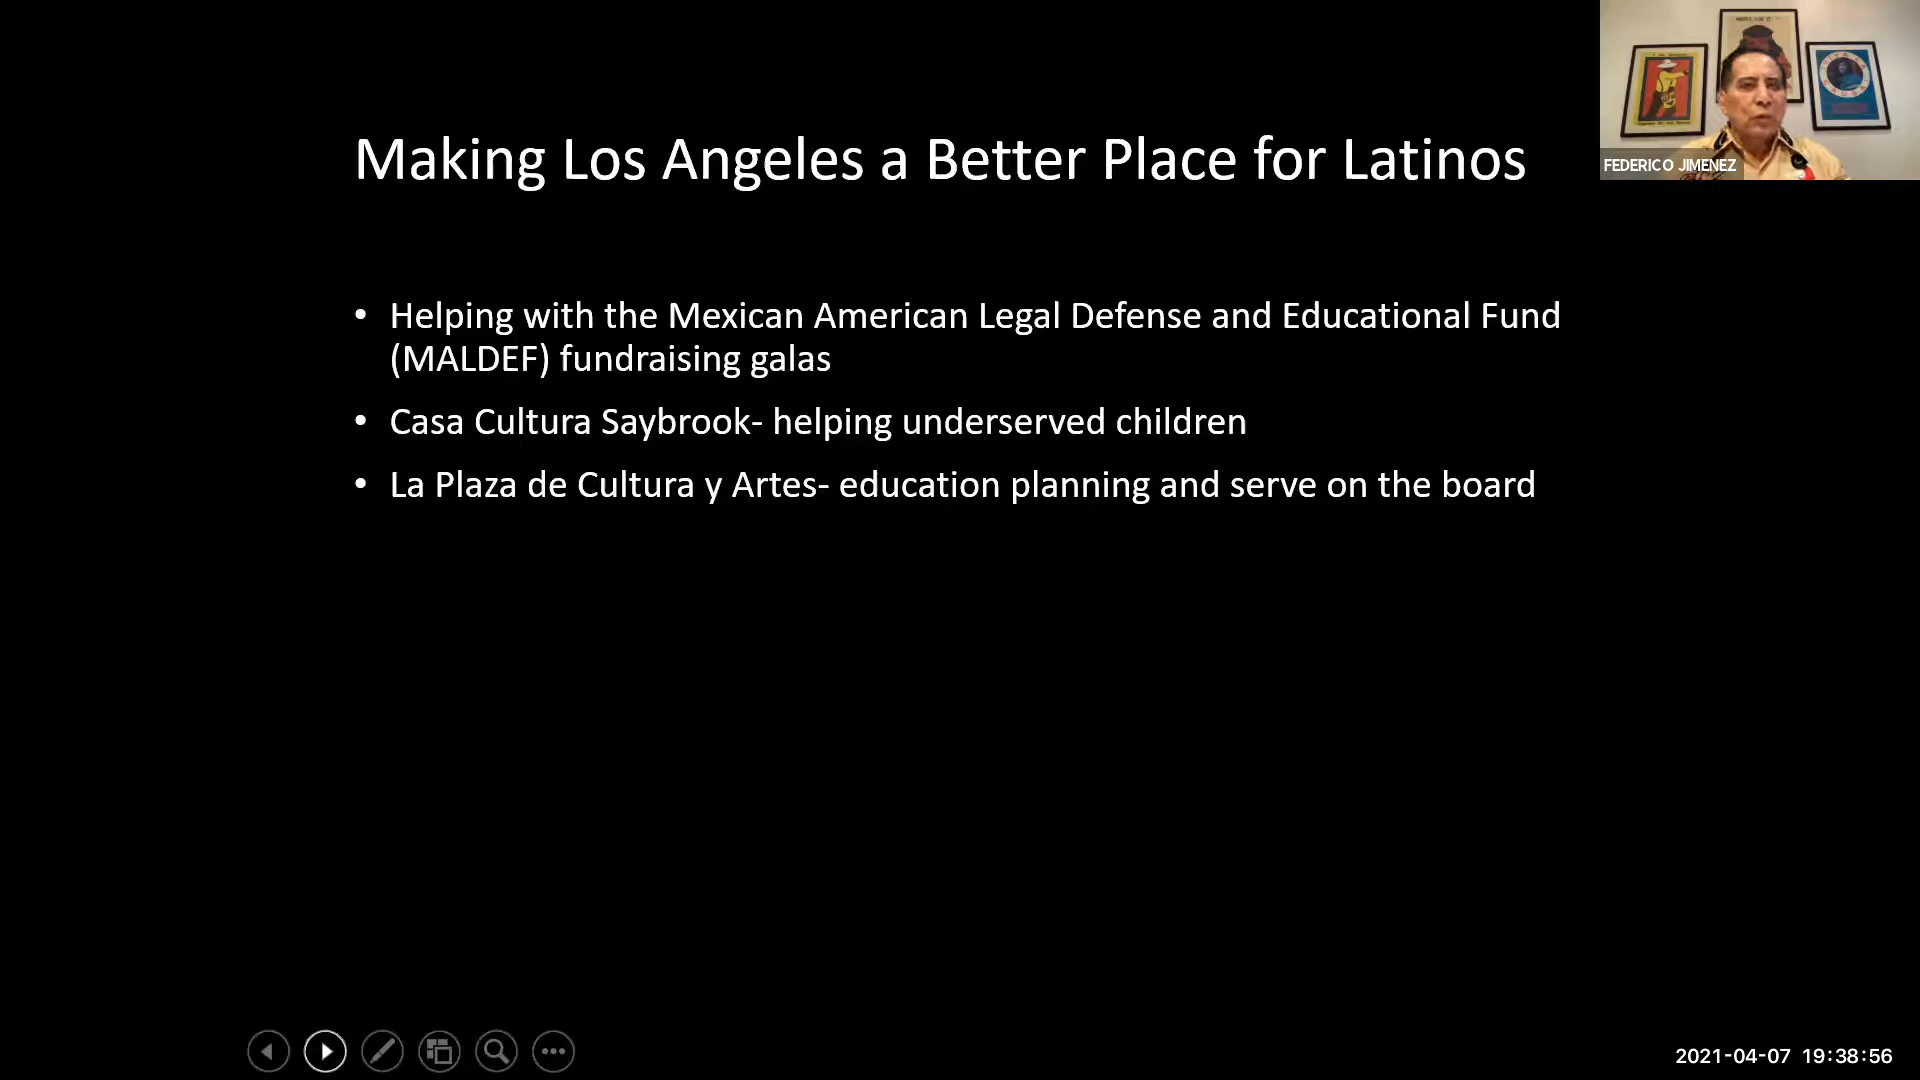 Making Los Angeles a Better Place for Latinos
FEDERICO JIMENEZ
• Helping with the Mexican American Legal Defense and Educational Fund
(MALDEF) fundraising galas
• Casa Cultura Saybrook- helping underserved children
• La Plaza de Cultura y Artes- education planning and serve on the board
2021-04-07 19:38:56